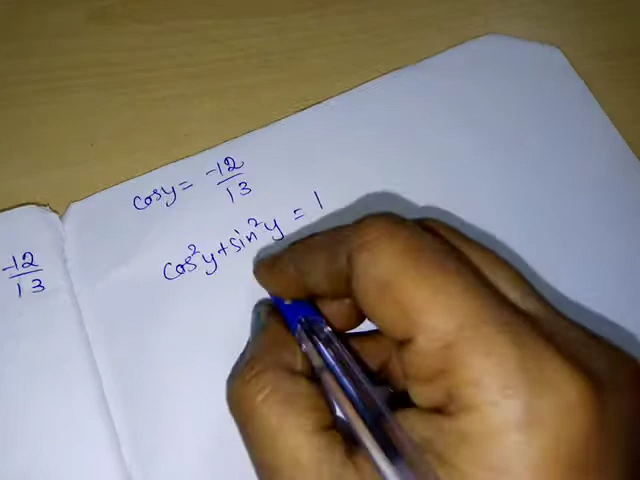 -12
13
cosy = -12
13
cos²y+sin²y = 1